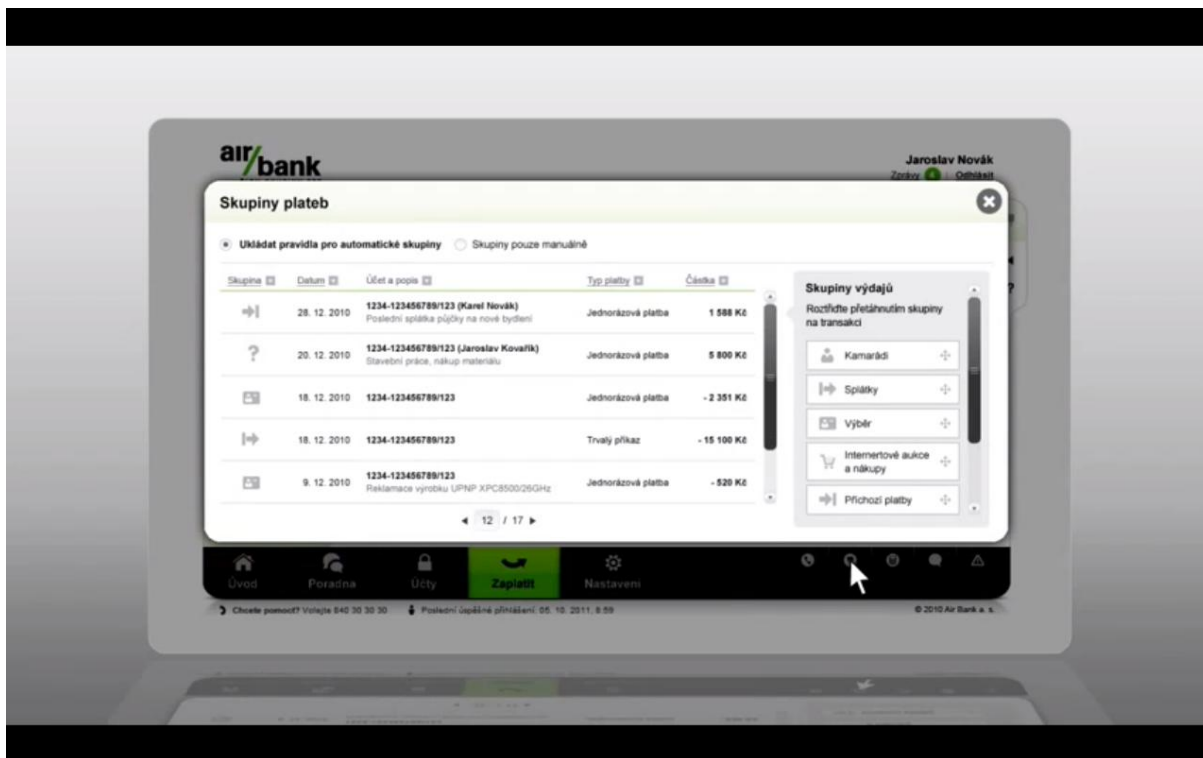 air bank
Jaroslav Novák
Zprávy 4 Odhlásit
Skupiny plateb
Ukládat pravidla pro automatické skupiny Skupiny pouze manuálně
Skupina Datum Účet a popis Typ platby Částka
28. 12. 2010 1234-123456789/123 (Karel Novák) Jednorázová platba 1 588 Kč
Poslední splátka půjčky na nové bydlení
? 20. 12. 2010 1234-123456789/123 (Jaroslav Kovařík) Jednorázová platba 5 800 Kč
Stavební práce, nákup materiálu
18. 12. 2010 1234-123456789/123 Jednorázová platba - 2 351 Kč
18. 12. 2010 1234-123456789/123 Trvalý příkaz - 15 100 Kč
9. 12. 2010 1234-123456789/123 Jednorázová platba - 520 Kč
Reklamace výrobku UPNP XPC8500/26GHz
12 / 17
Skupiny výdajů
Roztřiďte přetáhnutím skupiny
na transakci
Kamarádi
Splátky
Výběr
Internertové aukce
a nákupy
Příchozí platby
?
Úvod Poradna Účty Zaplatit Nastavení
Chcete pomoct? Volejte 840 30 30 30 Poslední úspěšné přihlášení: 05. 10. 2011, 8:59 © 2010 Air Bank a. s.